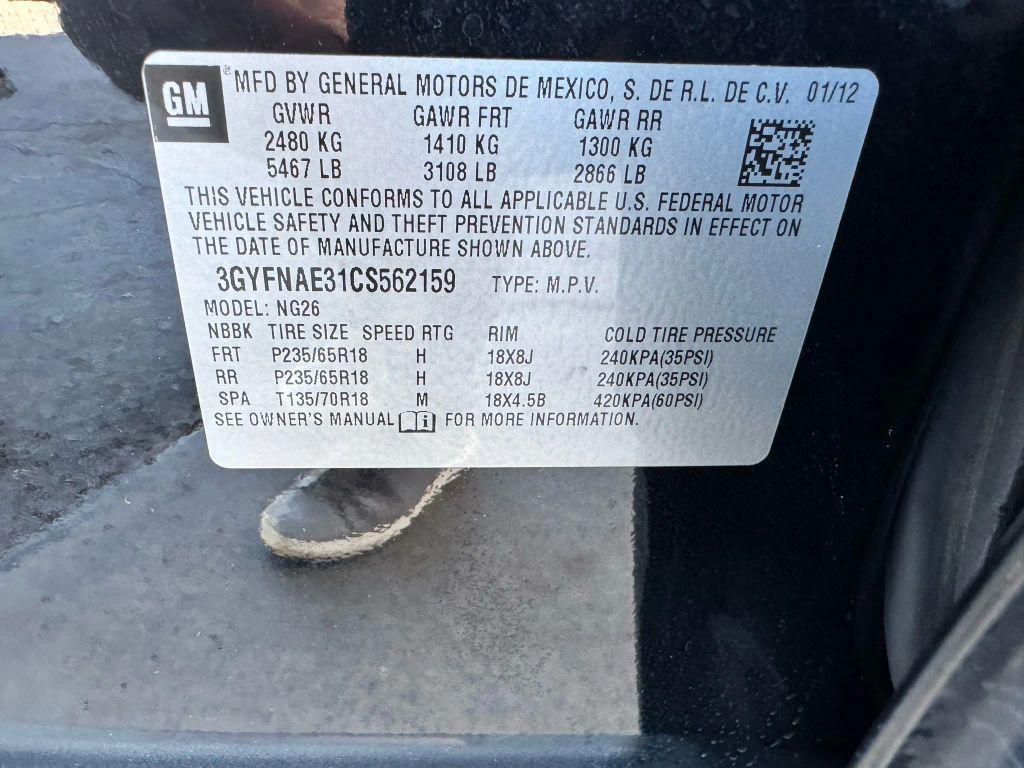 GM MFD BY GENERAL MOTORS DE MEXICO, S. DE R.L. DE C.V. 01/12
GVWR GAWR FRT GAWR RR
2480 KG 1410 KG 1300 KG
5467 LB 3108 LB 2866 LB
THIS VEHICLE CONFORMS TO ALL APPLICABLE U.S. FEDERAL MOTOR
VEHICLE SAFETY AND THEFT PREVENTION STANDARDS IN EFFECT ON
THE DATE OF MANUFACTURE SHOWN ABOVE.
3GYFNAE31CS562159 TYPE: M.P.V.
MODEL: NG26
NBBK TIRE SIZE SPEED RTG RIM COLD TIRE PRESSURE
FRT P235/65R18 H 18X8J 240KPA(35PSI)
RR P235/65R18 H 18X8J 240KPA(35PSI)
SPA T135/70R18 M 18X4.5B 420KPA(60PSI)
SEE OWNER'S MANUAL i FOR MORE INFORMATION.